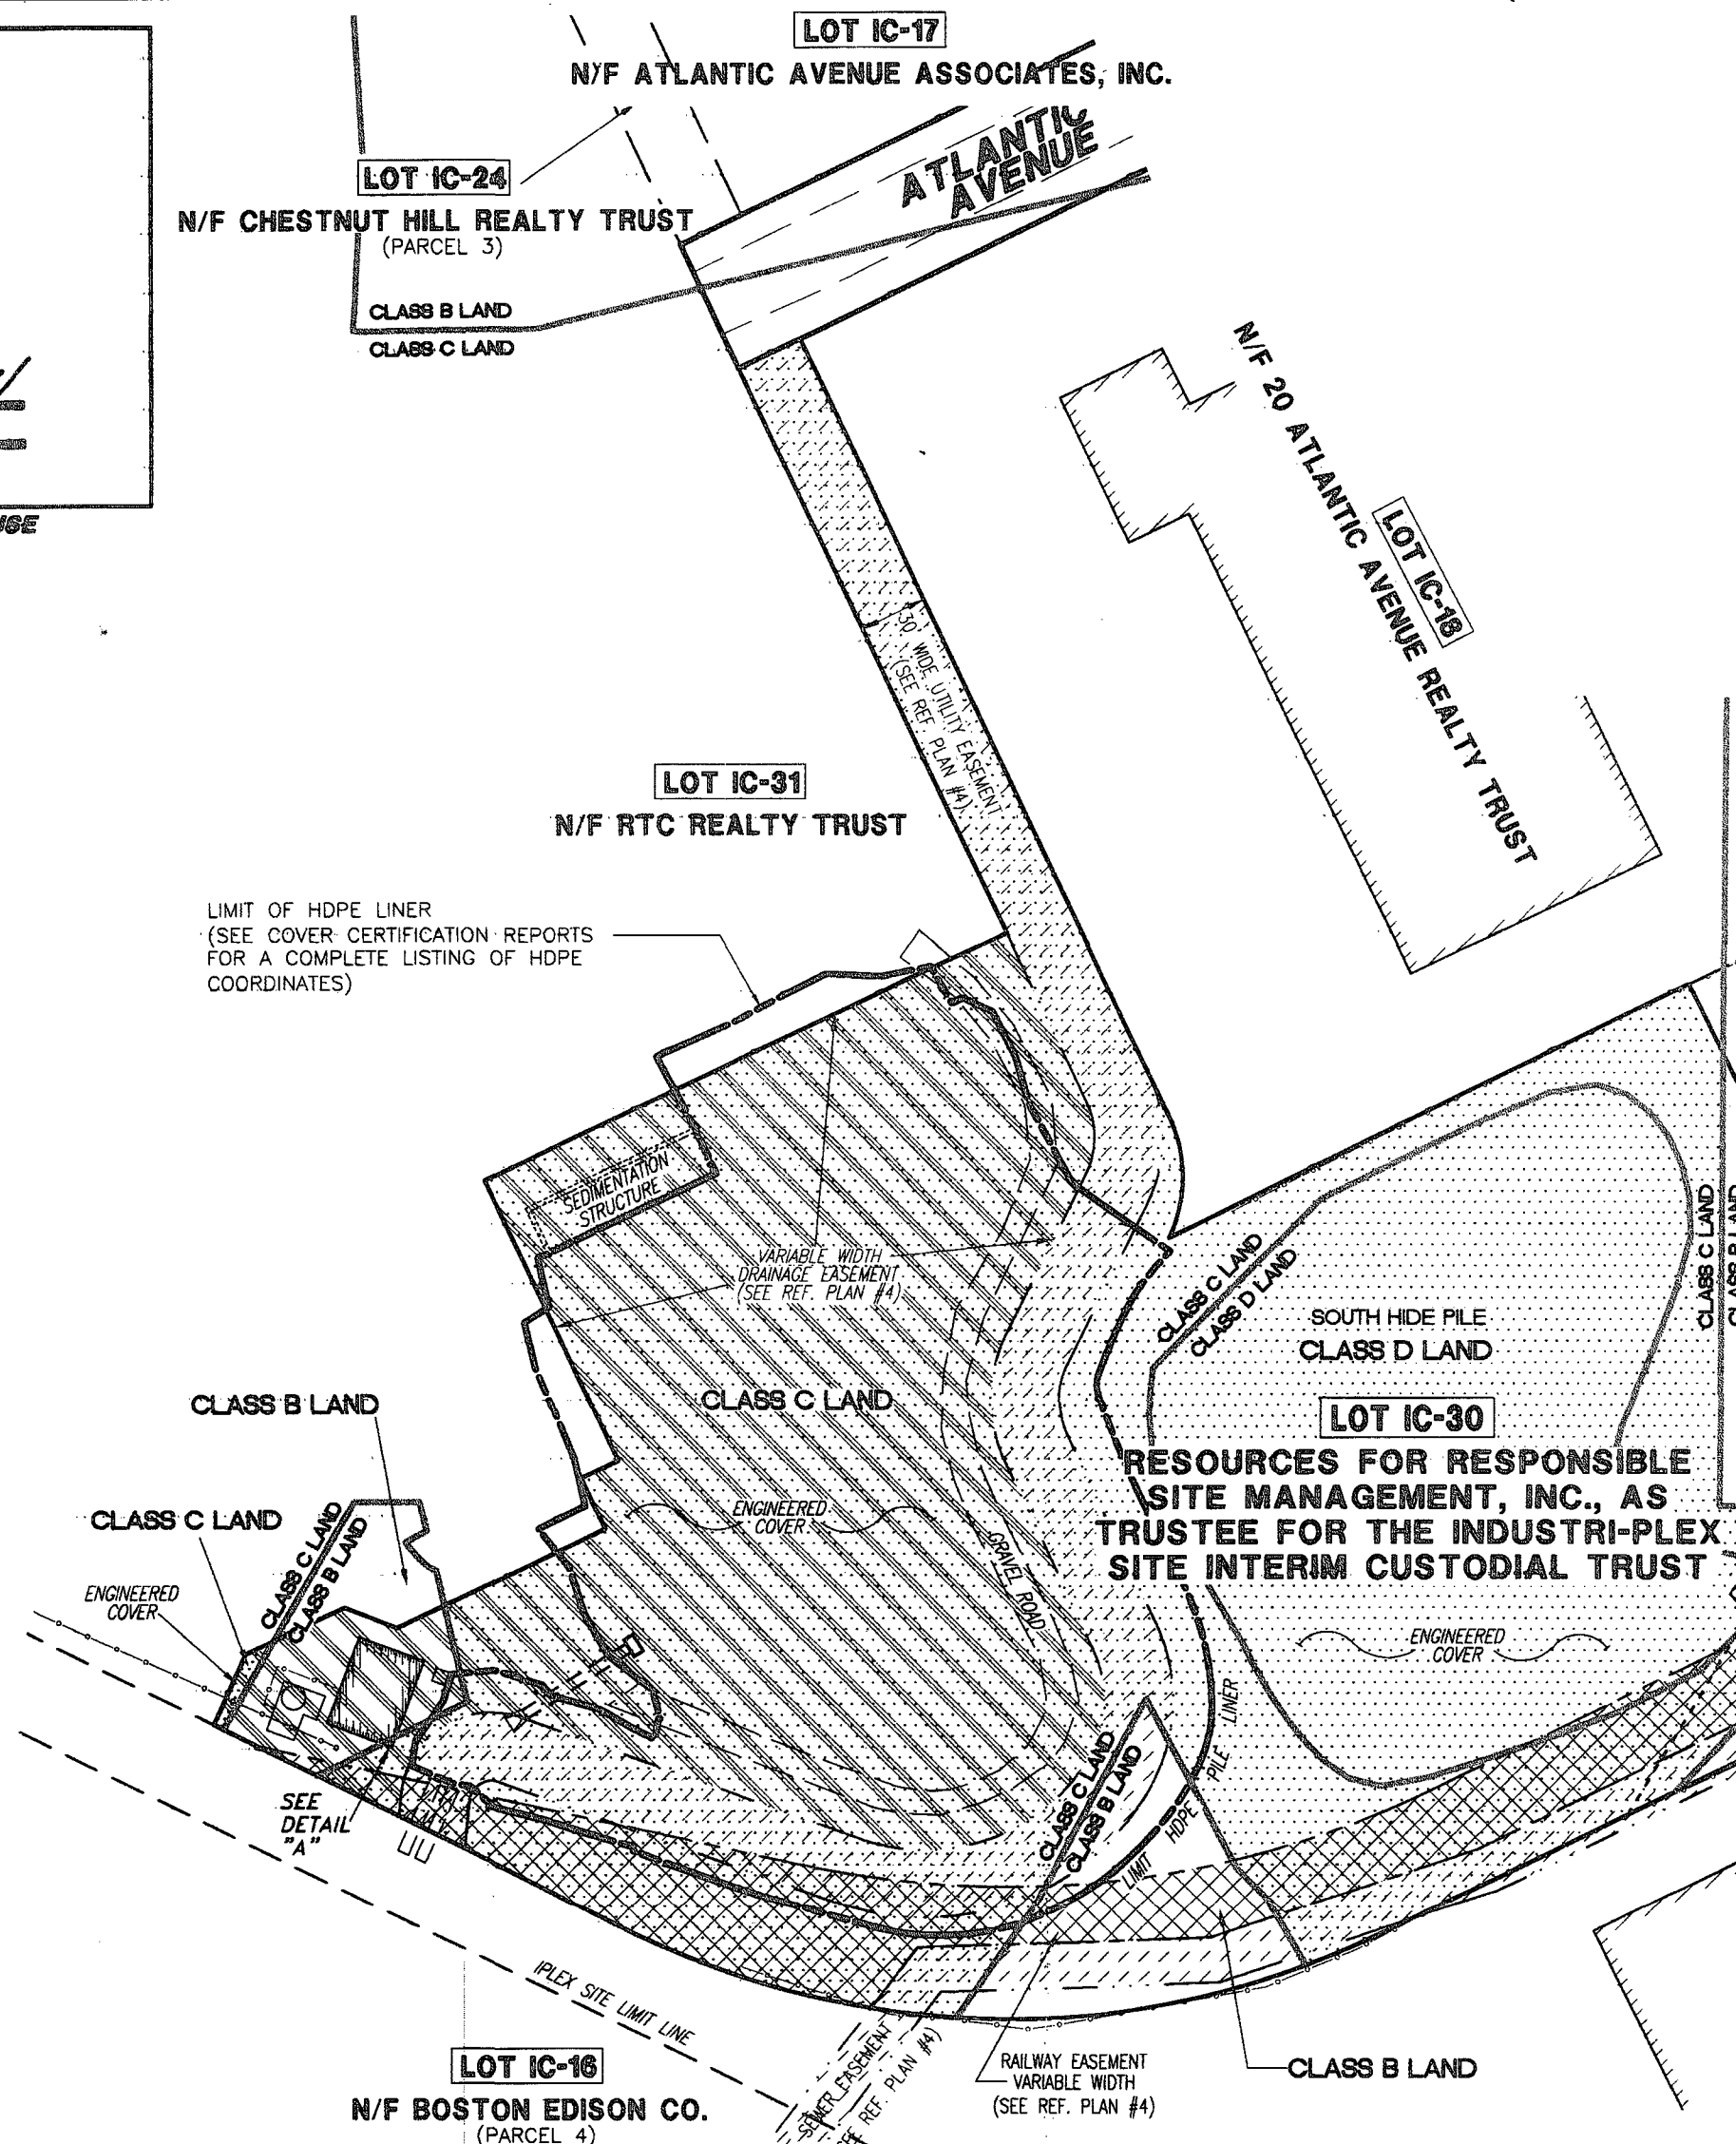 LOT IC-17
N/F ATLANTIC AVENUE ASSOCIATES, INC.
ATLANTIC
AVENUE
LOT IC-24
N/F CHESTNUT HILL REALTY TRUST
(PARCEL 3)
CLASS B LAND
CLASS C LAND
N/F 20 ATLANTIC AVENUE REALTY TRUST
LOT IC-18
30' WIDE UTILITY EASEMENT
(SEE REF. PLAN #4)
LOT IC-31
N/F RTC REALTY TRUST
LIMIT OF HDPE LINER
(SEE COVER CERTIFICATION REPORTS
FOR A COMPLETE LISTING OF HDPE
COORDINATES)
SEDIMENTATION
STRUCTURE
VARIABLE WIDTH
DRAINAGE EASEMENT
(SEE REF. PLAN #4)
CLASS C LAND
CLASS D LAND
SOUTH HIDE PILE
CLASS D LAND
CLASS C LAND
CLASS B LAND
CLASS B LAND
CLASS C LAND
LOT IC-30
RESOURCES FOR RESPONSIBLE
SITE MANAGEMENT, INC., AS
TRUSTEE FOR THE INDUSTRI-PLEX
SITE INTERIM CUSTODIAL TRUST
CLASS C LAND
CLASS C LAND
CLASS B LAND
ENGINEERED
COVER
ENGINEERED
COVER
GRAVEL ROAD
ENGINEERED
COVER
SEE
DETAIL
"A"
CLASS C LAND
CLASS B LAND
LIMIT HDPE PILE LINER
IPLEX SITE LIMIT LINE
LOT IC-16
N/F BOSTON EDISON CO.
(PARCEL 4)
SEWER EASEMENT
SEE REF. PLAN #4)
RAILWAY EASEMENT
VARIABLE WIDTH
(SEE REF. PLAN #4)
CLASS B LAND